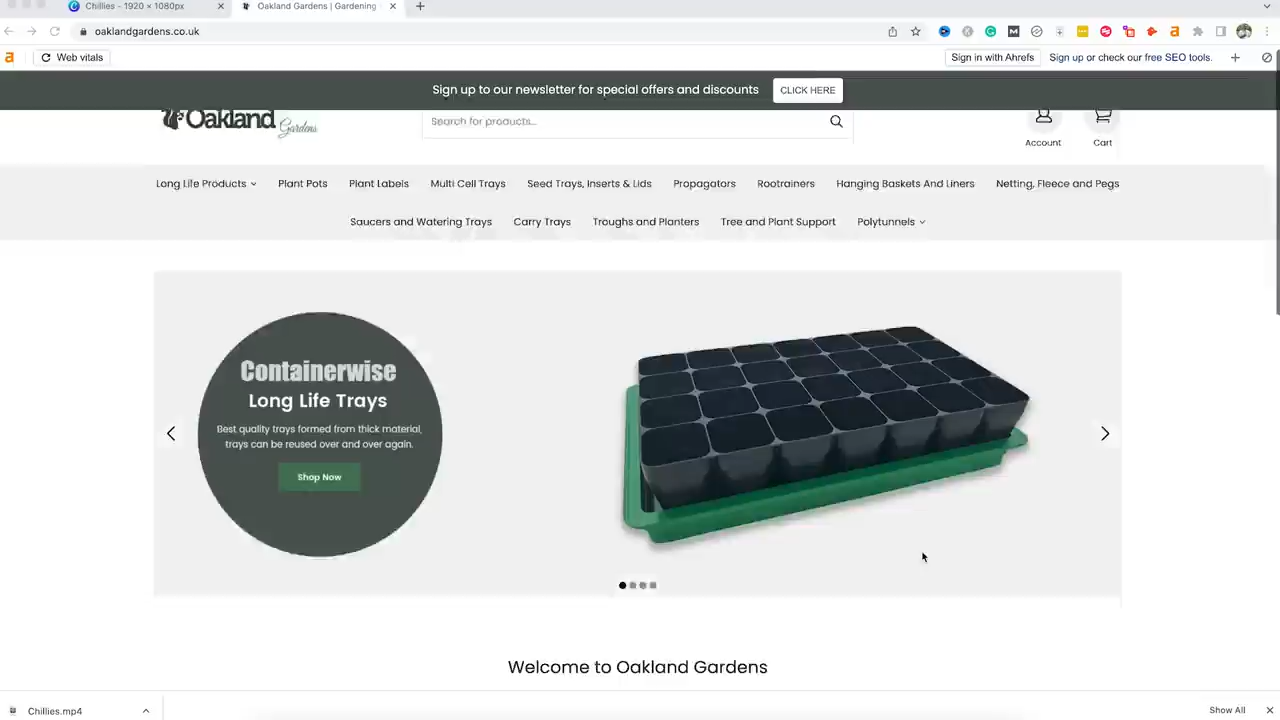 Chillies - 1920 × 1080px
Oakland Gardens | Gardening
oaklandgardens.co.uk
Web vitals
Sign in with Ahrefs
Sign up or check our free SEO tools.
Sign up to our newsletter for special offers and discounts
CLICK HERE
Oakland Gardens
Search for products...
Account
Cart
Long Life Products
Plant Pots
Plant Labels
Multi Cell Trays
Seed Trays, Inserts & Lids
Propagators
Rootrainers
Hanging Baskets And Liners
Netting, Fleece and Pegs
Saucers and Watering Trays
Carry Trays
Troughs and Planters
Tree and Plant Support
Polytunnels
Containerwise
Long Life Trays
Best quality trays formed from thick material,
trays can be reused over and over again.
Shop Now
Welcome to Oakland Gardens
Chillies.mp4
Show All